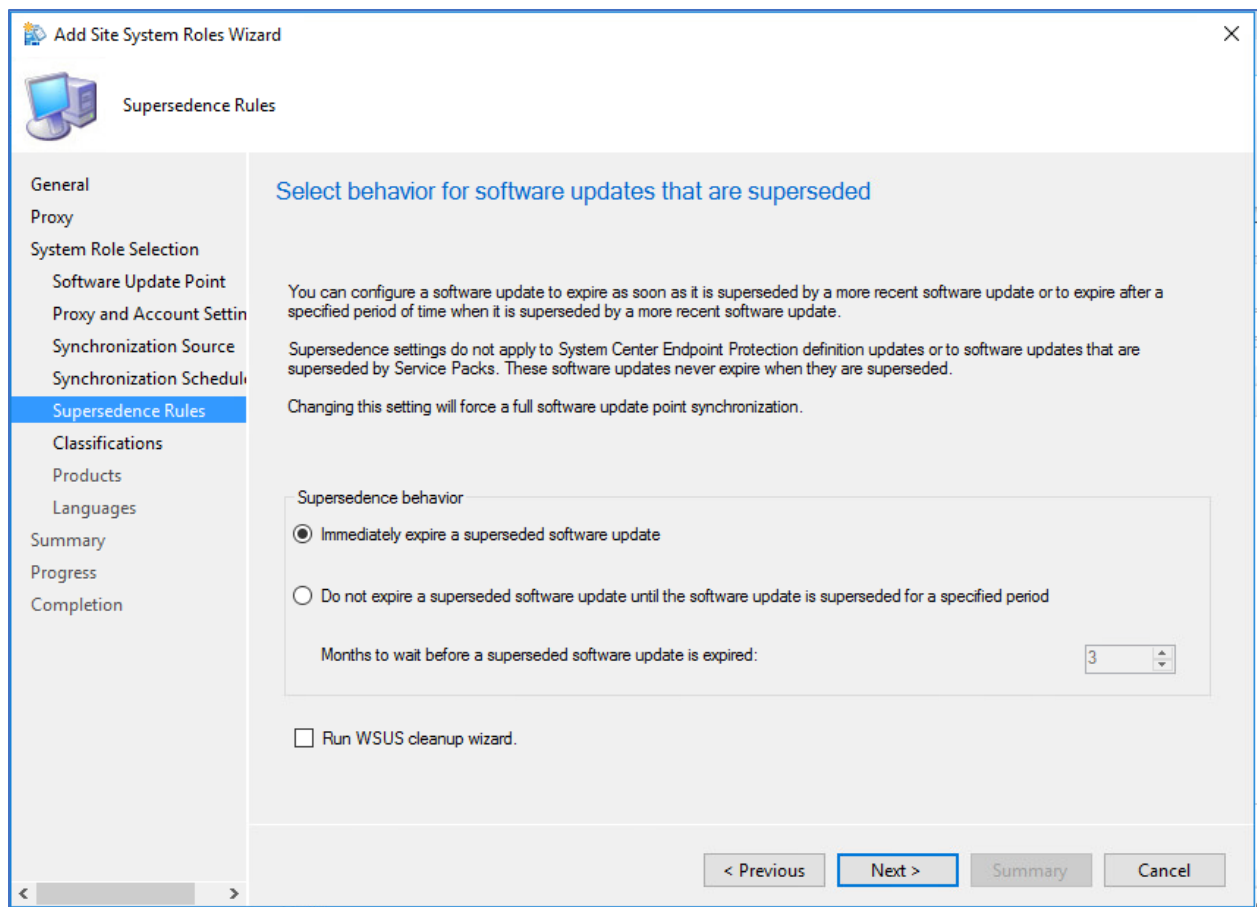 Add Site System Roles Wizard
Supersedence Rules
General
Proxy
System Role Selection
Software Update Point
Proxy and Account Settin
Synchronization Source
Synchronization Schedul
Supersedence Rules
Classifications
Products
Languages
Summary
Progress
Completion
Select behavior for software updates that are superseded
You can configure a software update to expire as soon as it is superseded by a more recent software update or to expire after a
specified period of time when it is superseded by a more recent software update.
Supersedence settings do not apply to System Center Endpoint Protection definition updates or to software updates that are
superseded by Service Packs. These software updates never expire when they are superseded.
Changing this setting will force a full software update point synchronization.
Supersedence behavior
Immediately expire a superseded software update
Do not expire a superseded software update until the software update is superseded for a specified period
Months to wait before a superseded software update is expired:
3
Run WSUS cleanup wizard.
< Previous
Next >
Summary
Cancel